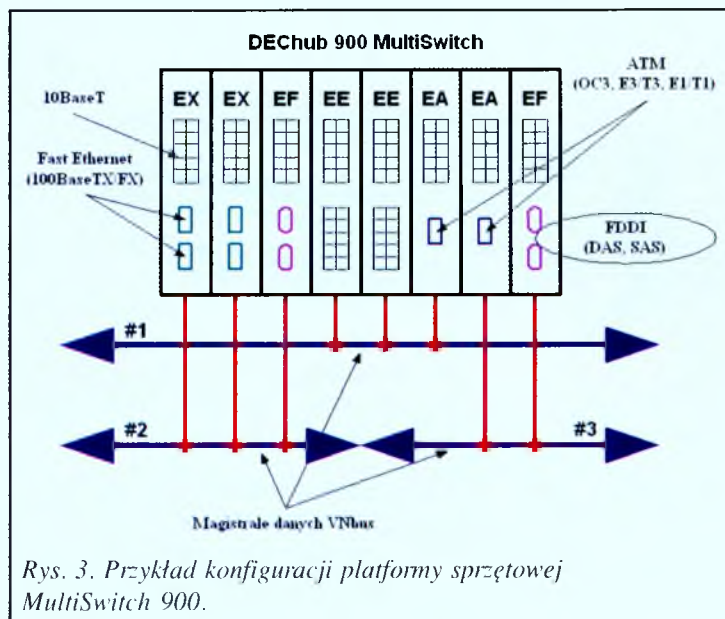 DEChub 900 MultiSwitch
ATM
(OC3, E3/T3, E1/T1)
10BaseT
EX EX EF EE EE EA EA EF
Fast Ethernet
(100BaseTX/FX)
FDDI
(DAS, SAS)
#1
#2
#3
Magistrale danych VNbus
Rys. 3. Przykład konfiguracji platformy sprzętowej
MultiSwitch 900.